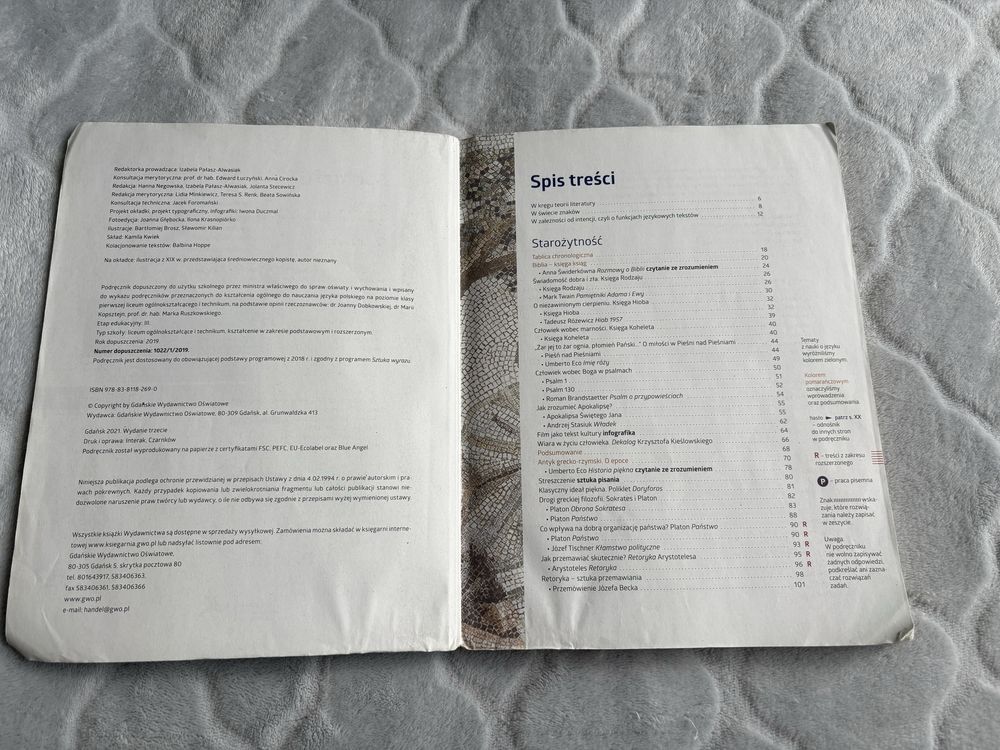 Redaktorka prowadząca: Izabela Pałasz-Alwasiak
Konsultacja merytoryczna: prof. dr hab. Edward Łuczyński, Anna Cirocka
Redakcja: Hanna Negowska, Izabela Pałasz-Alwasiak, Jolanta Stecewicz
Redakcja merytoryczna: Lidia Minkiewicz, Teresa S. Renk, Beata Sowińska
Konsultacja techniczna: Jacek Foromański
Projekt okładki, projekt typograficzny, infografiki: Iwona Duczmal
Fotoedycja: Joanna Głębocka, Ilona Krasnopiórko
Ilustracje: Bartłomiej Brosz, Sławomir Kilian
Skład: Kamila Kwiek
Kolacjonowanie tekstów: Balbina Hoppe
Na okładce: ilustracja z XIX w. przedstawiająca średniowiecznego kopistę, autor nieznany
Podręcznik dopuszczony do użytku szkolnego przez ministra właściwego do spraw oświaty i wychowania i wpisany
do wykazu podręczników przeznaczonych do kształcenia ogólnego do nauczania języka polskiego na poziomie klasy
pierwszej liceum ogólnokształcącego i technikum, na podstawie opinii rzeczoznawców: dr Joanny Dobkowskiej, dr Marii
Kopsztejn, prof. dr. hab. Marka Ruszkowskiego.
Etap edukacyjny: III.
Typ szkoły: liceum ogólnokształcące i technikum, kształcenie w zakresie podstawowym i rozszerzonym.
Rok dopuszczenia: 2019.
Numer dopuszczenia: 1022/1/2019.
Podręcznik jest dostosowany do obowiązującej podstawy programowej z 2018 r. i zgodny z programem Sztuka wyrazu.
ISBN 978-83-8118-269-0
© Copyright by Gdańskie Wydawnictwo Oświatowe
Wydawca: Gdańskie Wydawnictwo Oświatowe, 80-309 Gdańsk, al. Grunwaldzka 413
Gdańsk 2021. Wydanie trzecie
Druk i oprawa: Interak, Czarnków
Podręcznik został wyprodukowany na papierze z certyfikatami FSC, PEFC, EU-Ecolabel oraz Blue Angel
Niniejsza publikacja podlega ochronie przewidzianej w przepisach Ustawy z dnia 4.02.1994 r. o prawie autorskim i pra-
wach pokrewnych. Każdy przypadek kopiowania lub zwielokrotniania fragmentu lub całości publikacji stanowi nie-
dozwolone naruszenie praw twórcy lub wydawcy, o ile nie odbywa się zgodnie z przepisami wyżej wymienionej ustawy.
Wszystkie książki Wydawnictwa są dostępne w sprzedaży wysyłkowej. Zamówienia można składać w księgarni interne-
towej www.ksiegarnia.gwo.pl lub nadsyłać listownie pod adresem:
Gdańskie Wydawnictwo Oświatowe,
80-305 Gdańsk 5, skrytka pocztowa 80
tel. 801643917, 583406363,
fax 583406361, 583406366
www.gwo.pl
e-mail: handel@gwo.pl
Spis treści
W kręgu teorii literatury 6
W świecie znaków 8
W zależności od intencji, czyli o funkcjach językowych tekstów 12
Starożytność
Tablica chronologiczna 18
Biblia – księga ksiąg 20
• Anna Świderkówna Rozmowy o Biblii czytanie ze zrozumieniem 24
Świadomość dobra i zła. Księga Rodzaju 26
• Księga Rodzaju 26
• Mark Twain Pamiętniki Adama i Ewy 30
O niezawinionym cierpieniu. Księga Hioba 32
• Księga Hioba 32
• Tadeusz Różewicz Hiob 1957 39
Człowiek wobec marności. Księga Koheleta 40
• Księga Koheleta 40
„Żar jej to żar ognia, płomień Pański...” O miłości w Pieśni nad Pieśniami 44
• Pieśń nad Pieśniami 44
• Umberto Eco Imię róży 49
Człowiek wobec Boga w psalmach 50
• Psalm 1 51
• Psalm 130 52
• Roman Brandstaetter Psalm o przypowieściach 54
Jak zrozumieć Apokalipsę? 55
• Apokalipsa Świętego Jana 55
• Andrzej Stasiuk Władek 62
Film jako tekst kultury infografika 64
Wiara w życiu człowieka. Dekalog Krzysztofa Kieślowskiego 66
Podsumowanie 68
Antyk grecko-rzymski. O epoce 70
• Umberto Eco Historia piękna czytanie ze zrozumieniem 78
Streszczenie sztuka pisania 80
Klasyczny ideał piękna. Poliklet Doryforos 81
Drogi greckiej filozofii. Sokrates i Platon 82
• Platon Obrona Sokratesa 83
• Platon Państwo 88
Co wpływa na dobrą organizację państwa? Platon Państwo 90 R
• Platon Państwo 90 R
• Józef Tischner Kłamstwo polityczne 93 R
Jak przemawiać skutecznie? Retoryka Arystotelesa 95 R
• Arystoteles Retoryka 96 R
Retoryka – sztuka przemawiania 98
• Przemówienie Józefa Becka 101
Tematy
z nauki o języku
wyróżniliśmy
kolorem zielonym.
Kolorem
pomarańczowym
oznaczyliśmy
wprowadzenia
oraz podsumowania.
hasło ► patrz s. XX
– odnośnik
do innych stron
w podręczniku
R – treści z zakresu
rozszerzonego
P – praca pisemna
Znak wska-
zuje, które rozwią-
zania należy zapisać
w zeszycie.
Uwaga.
W podręczniku
nie wolno zapisywać
żadnych odpowiedzi,
podkreślać ani zazna-
czać rozwiązań
zadań.